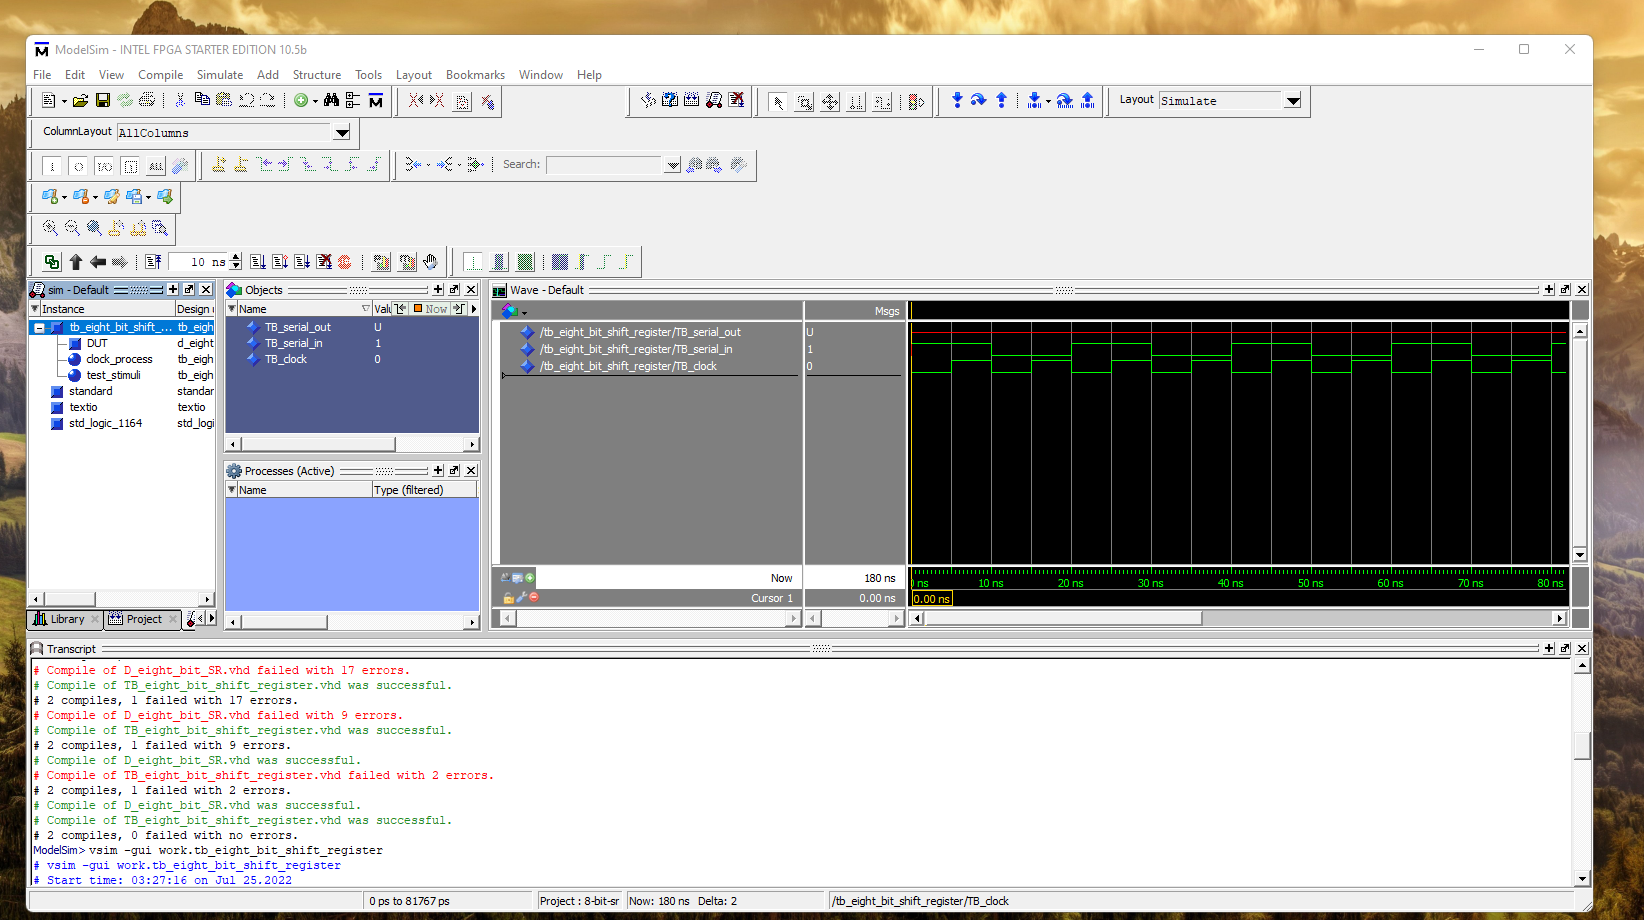 ModelSim - INTEL FPGA STARTER EDITION 10.5b
File Edit View Compile Simulate Add Structure Tools Layout Bookmarks Window Help
Layout Simulate
ColumnLayout AllColumns
Search:
10 ns
sim - Default
Instance Design
tb_eight_bit_shift_... tb_eigh
DUT d_eight
clock_process tb_eigh
test_stimuli tb_eigh
standard standar
textio textio
std_logic_1164 std_logi
Library Project
Objects
Name Valu Now
TB_serial_out U
TB_serial_in 1
TB_clock 0
Processes (Active)
Name Type (filtered)
Wave - Default
Msgs
/tb_eight_bit_shift_register/TB_serial_out U
/tb_eight_bit_shift_register/TB_serial_in 1
/tb_eight_bit_shift_register/TB_clock 0
Now 180 ns
Cursor 1 0.00 ns
ns 10 ns 20 ns 30 ns 40 ns 50 ns 60 ns 70 ns 80 ns
0.00 ns
Transcript
# Compile of D_eight_bit_SR.vhd failed with 17 errors.
# Compile of TB_eight_bit_shift_register.vhd was successful.
# 2 compiles, 1 failed with 17 errors.
# Compile of D_eight_bit_SR.vhd failed with 9 errors.
# Compile of TB_eight_bit_shift_register.vhd was successful.
# 2 compiles, 1 failed with 9 errors.
# Compile of D_eight_bit_SR.vhd was successful.
# Compile of TB_eight_bit_shift_register.vhd failed with 2 errors.
# 2 compiles, 1 failed with 2 errors.
# Compile of D_eight_bit_SR.vhd was successful.
# Compile of TB_eight_bit_shift_register.vhd was successful.
# 2 compiles, 0 failed with no errors.
ModelSim> vsim -gui work.tb_eight_bit_shift_register
# vsim -gui work.tb_eight_bit_shift_register
# Start time: 03:27:16 on Jul 25,2022
0 ps to 81767 ps Project : 8-bit-sr Now: 180 ns Delta: 2 /tb_eight_bit_shift_register/TB_clock